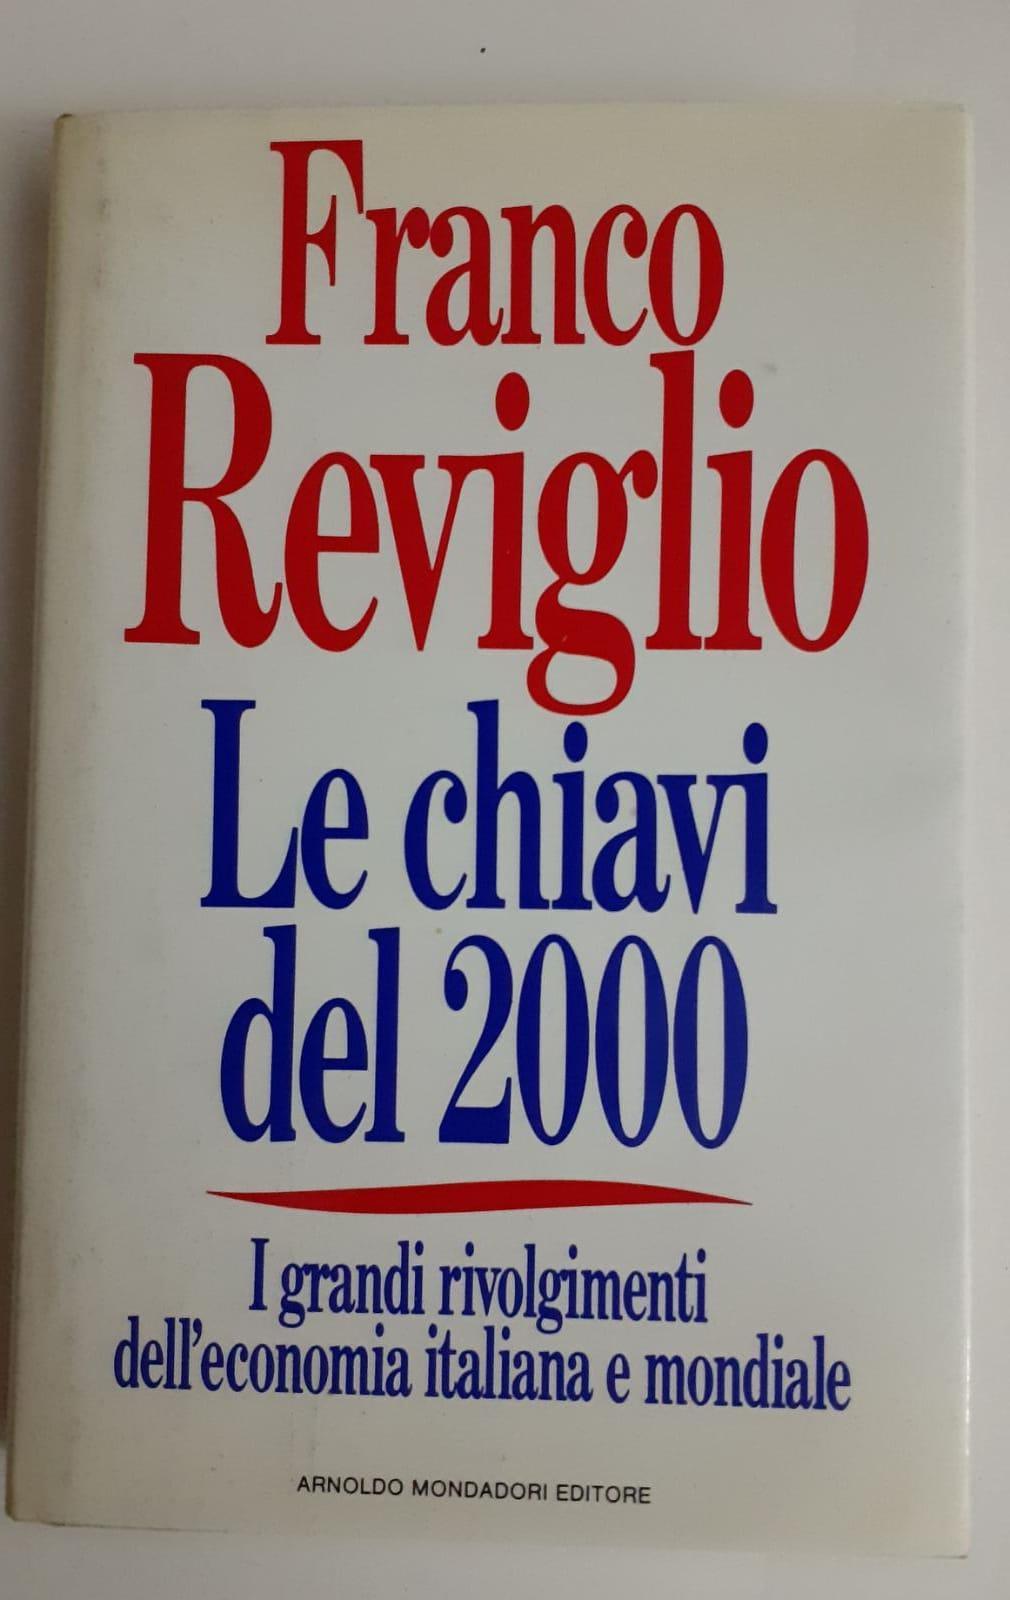 Franco
Reviglio
Le chiavi
del 2000
I grandi rivolgimenti
dell'economia italiana e mondiale
ARNOLDO MONDADORI EDITORE